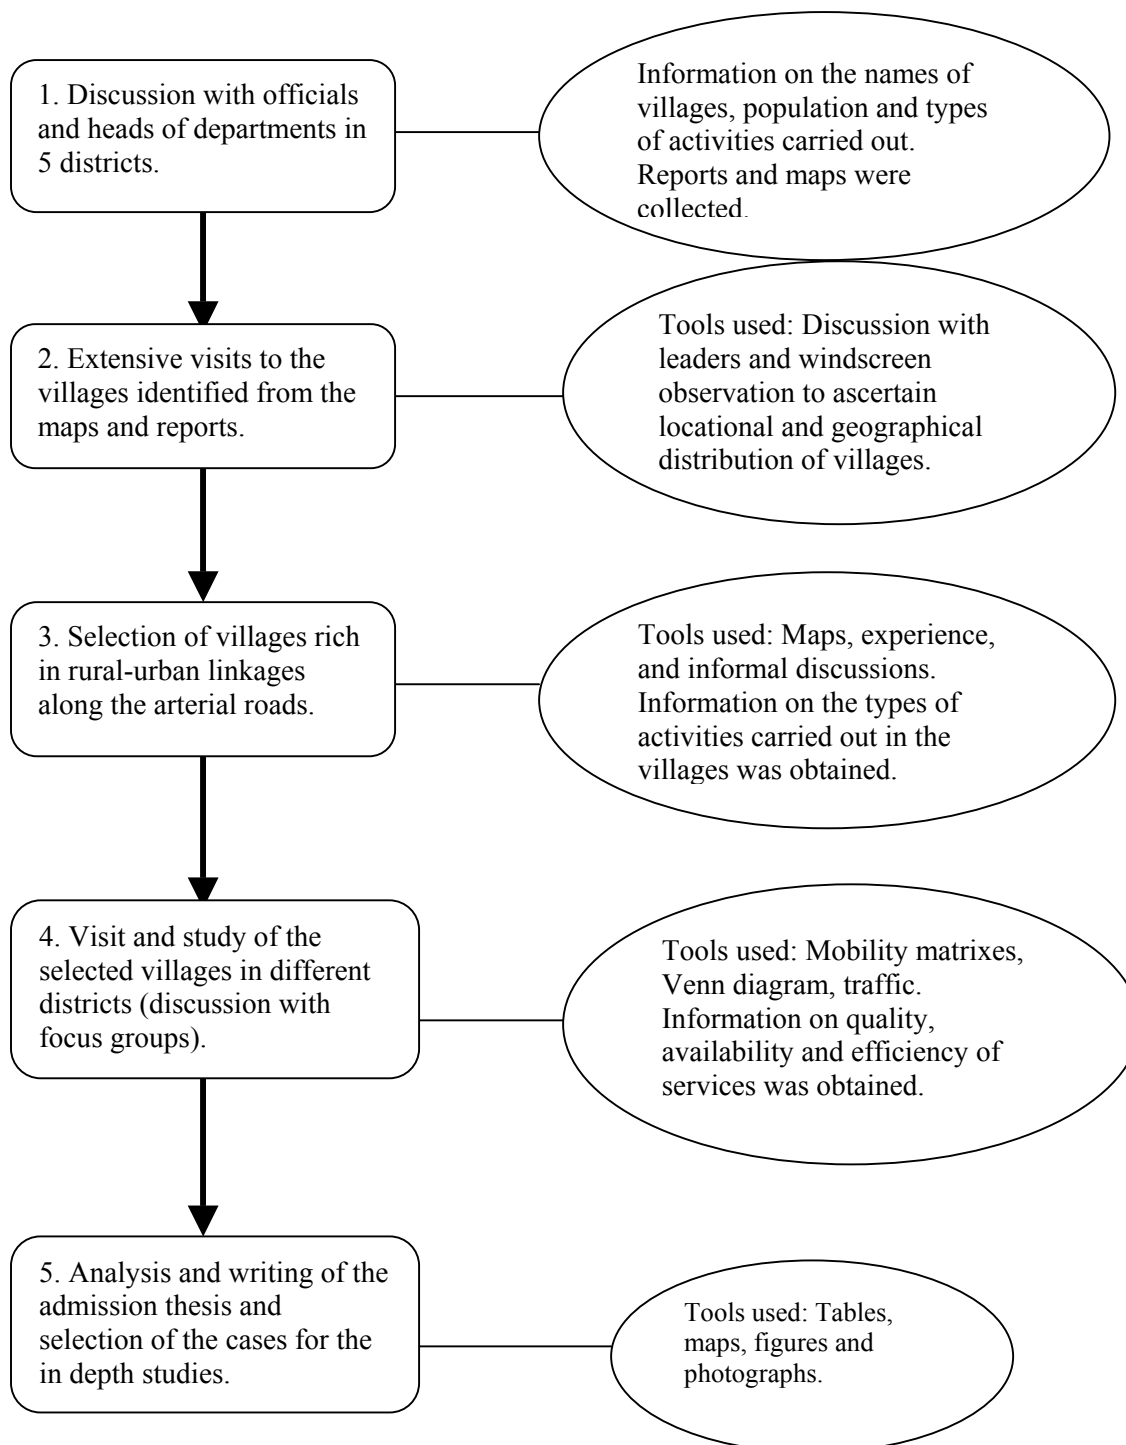 1. Discussion with officials
and heads of departments in
5 districts.
Information on the names of
villages, population and types
of activities carried out.
Reports and maps were
collected.
2. Extensive visits to the
villages identified from the
maps and reports.
Tools used: Discussion with
leaders and windscreen
observation to ascertain
locational and geographical
distribution of villages.
3. Selection of villages rich
in rural-urban linkages
along the arterial roads.
Tools used: Maps, experience,
and informal discussions.
Information on the types of
activities carried out in the
villages was obtained.
4. Visit and study of the
selected villages in different
districts (discussion with
focus groups).
Tools used: Mobility matrixes,
Venn diagram, traffic.
Information on quality,
availability and efficiency of
services was obtained.
5. Analysis and writing of the
admission thesis and
selection of the cases for the
in depth studies.
Tools used: Tables,
maps, figures and
photographs.